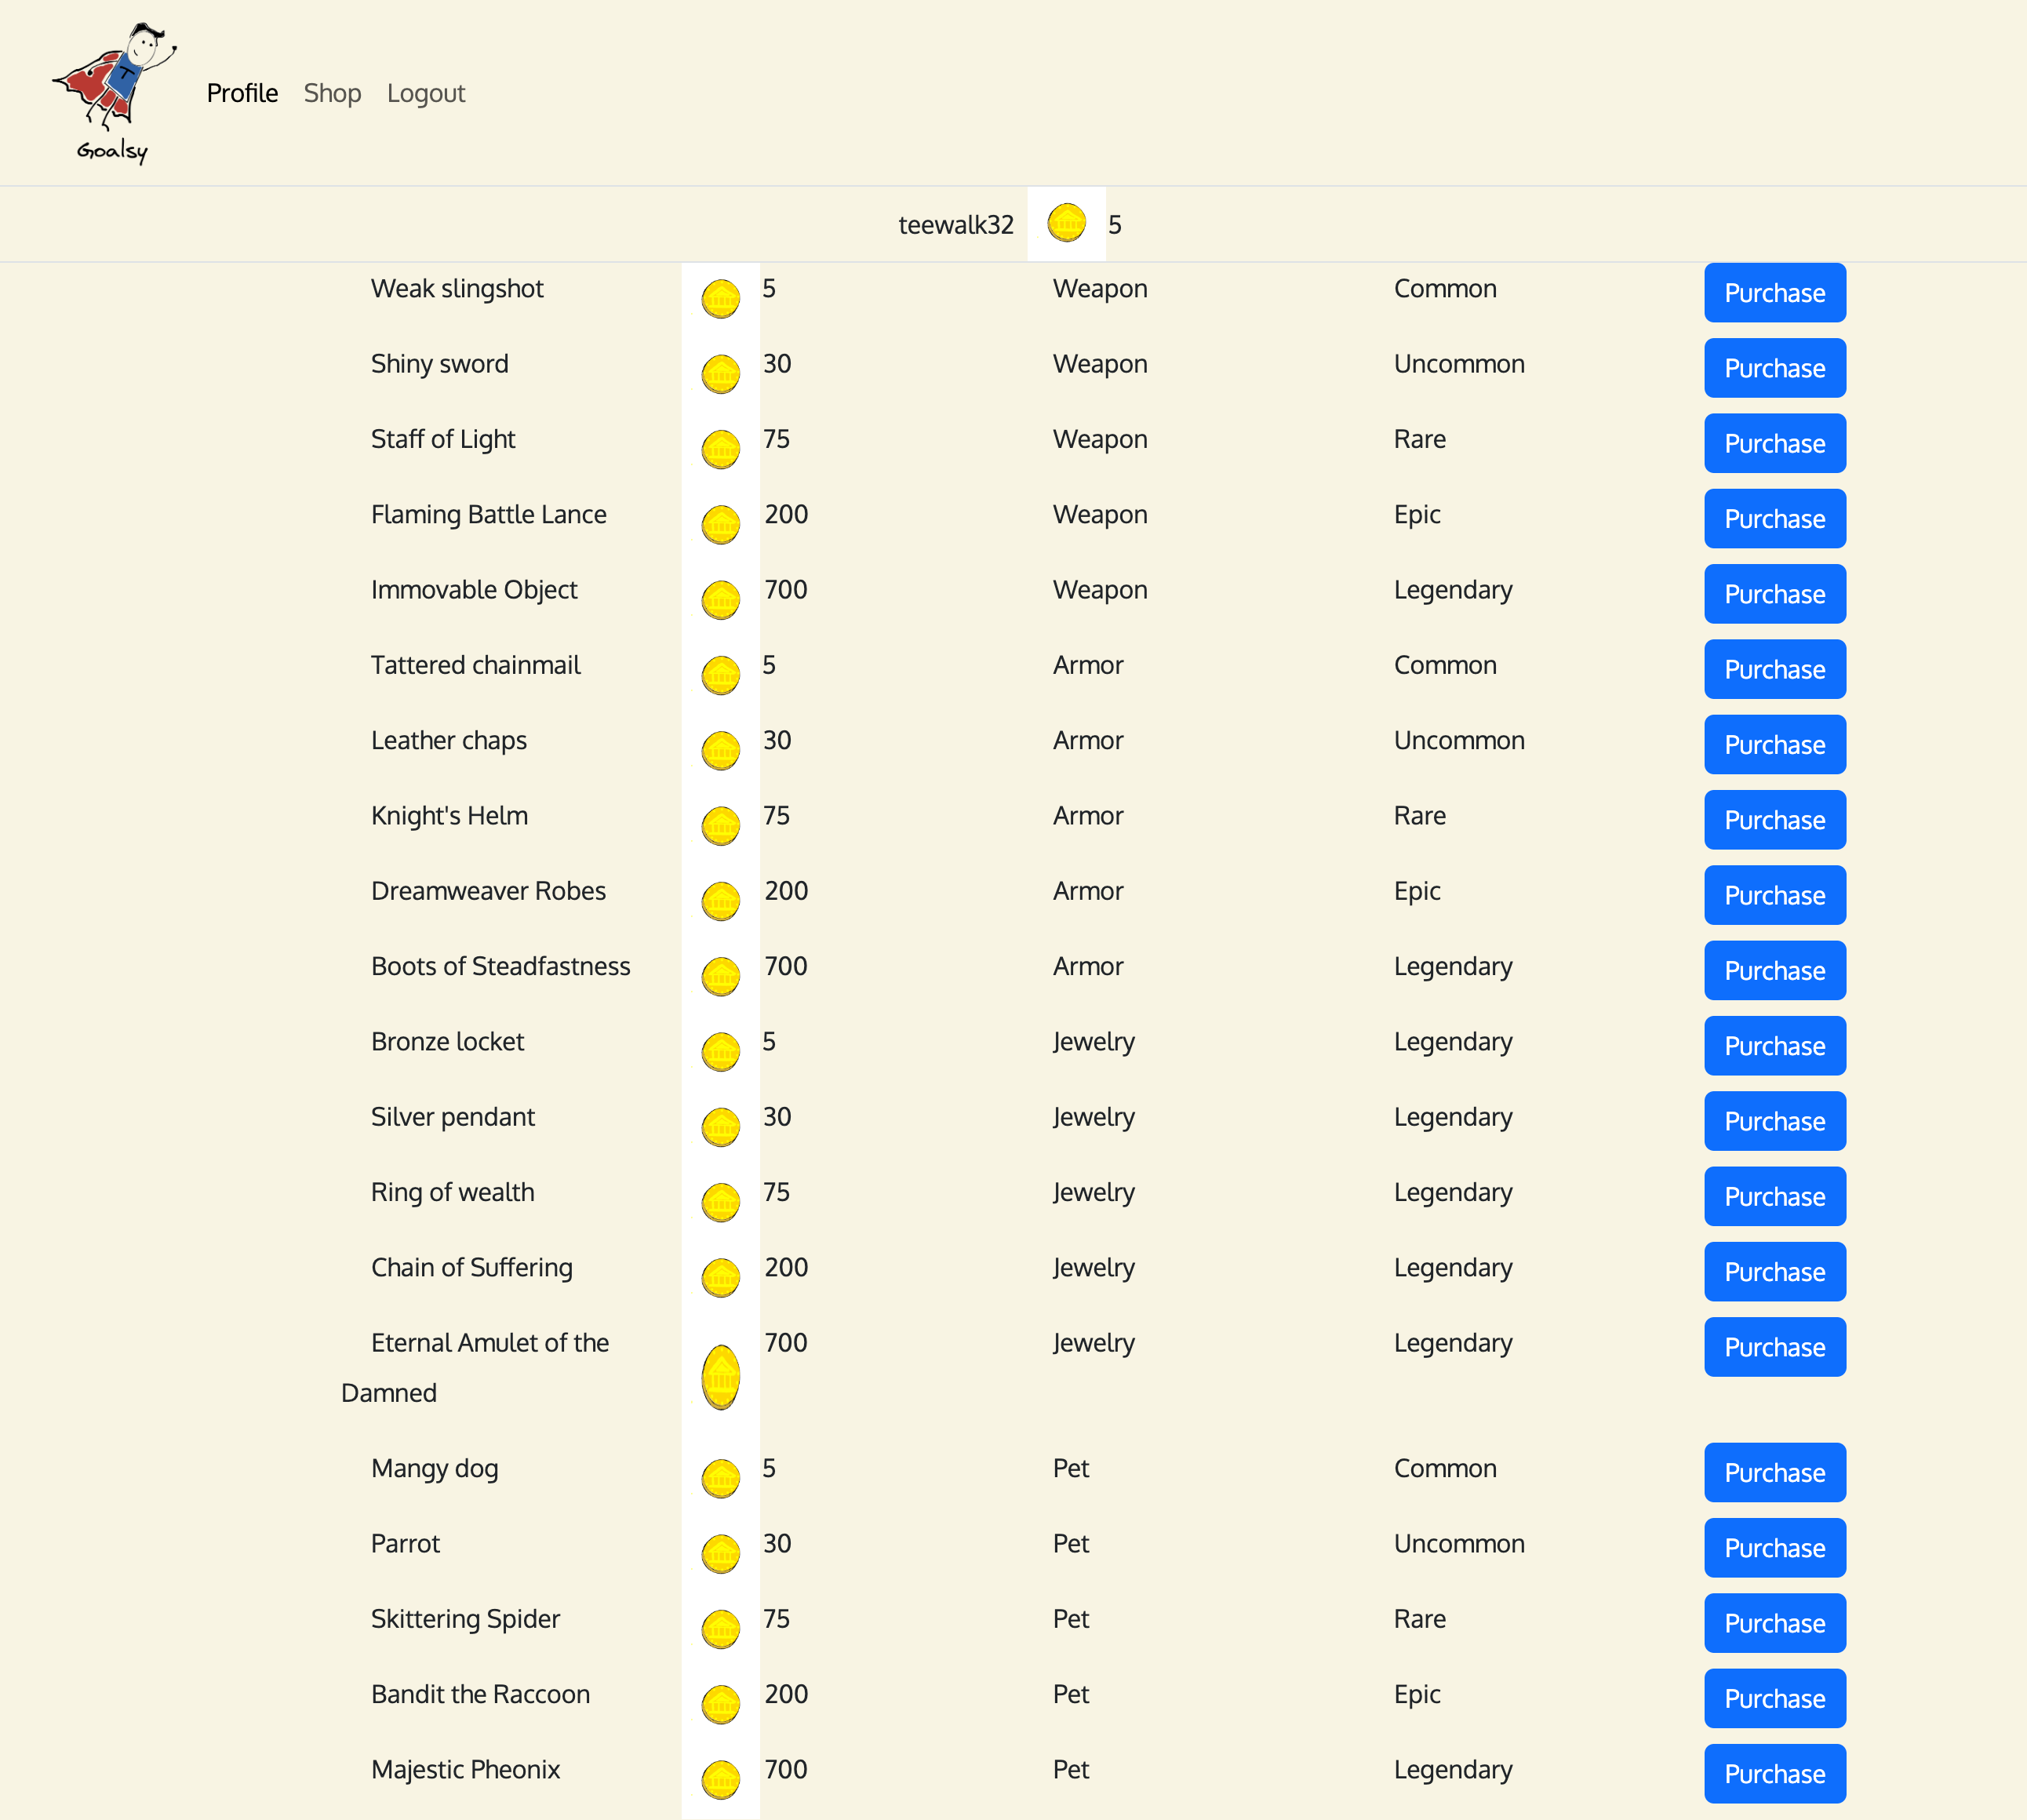 T
Goalsy
Profile Shop Logout
teewalk32 5
Weak slingshot 5 Weapon Common Purchase
Shiny sword 30 Weapon Uncommon Purchase
Staff of Light 75 Weapon Rare Purchase
Flaming Battle Lance 200 Weapon Epic Purchase
Immovable Object 700 Weapon Legendary Purchase
Tattered chainmail 5 Armor Common Purchase
Leather chaps 30 Armor Uncommon Purchase
Knight's Helm 75 Armor Rare Purchase
Dreamweaver Robes 200 Armor Epic Purchase
Boots of Steadfastness 700 Armor Legendary Purchase
Bronze locket 5 Jewelry Legendary Purchase
Silver pendant 30 Jewelry Legendary Purchase
Ring of wealth 75 Jewelry Legendary Purchase
Chain of Suffering 200 Jewelry Legendary Purchase
Eternal Amulet of the 700 Jewelry Legendary Purchase
Damned
Mangy dog 5 Pet Common Purchase
Parrot 30 Pet Uncommon Purchase
Skittering Spider 75 Pet Rare Purchase
Bandit the Raccoon 200 Pet Epic Purchase
Majestic Pheonix 700 Pet Legendary Purchase